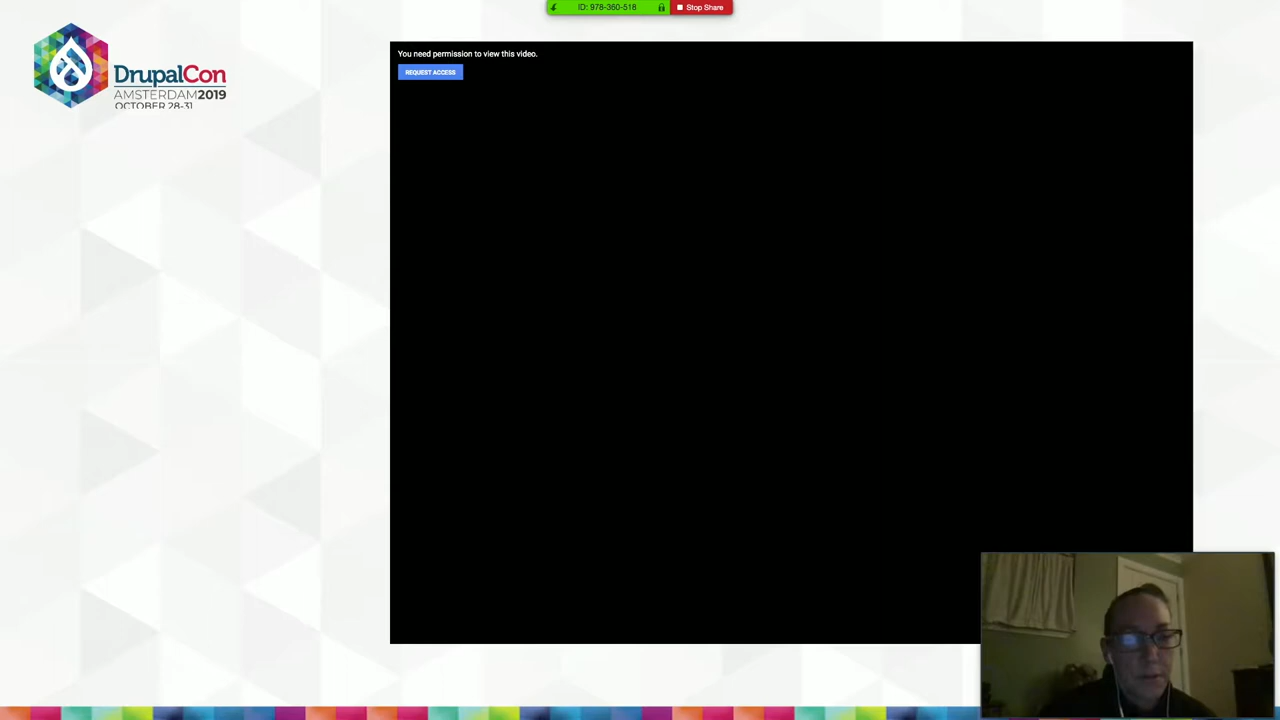 ID: 978-360-518
Stop Share
You need permission to view this video.
REQUEST ACCESS
DrupalCon
AMSTERDAM2019
OCTOBER 28-31